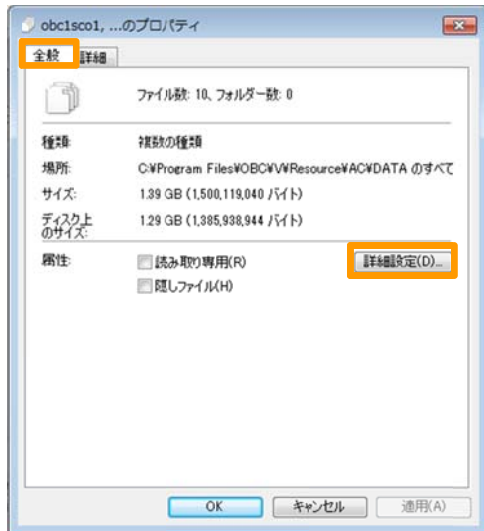 obc1sco1, ...のプロパティ
全般 詳細
ファイル数: 10、フォルダー数: 0
種類: 複数の種類
場所: C:¥Program Files¥OBC¥V¥Resource¥AC¥DATA のすべて
サイズ: 1.39 GB (1,500,119,040 バイト)
ディスク上
のサイズ: 1.29 GB (1,385,938,944 バイト)
属性: 読み取り専用(R) 詳細設定(D)...
隠しファイル(H)
OK キャンセル 適用(A)